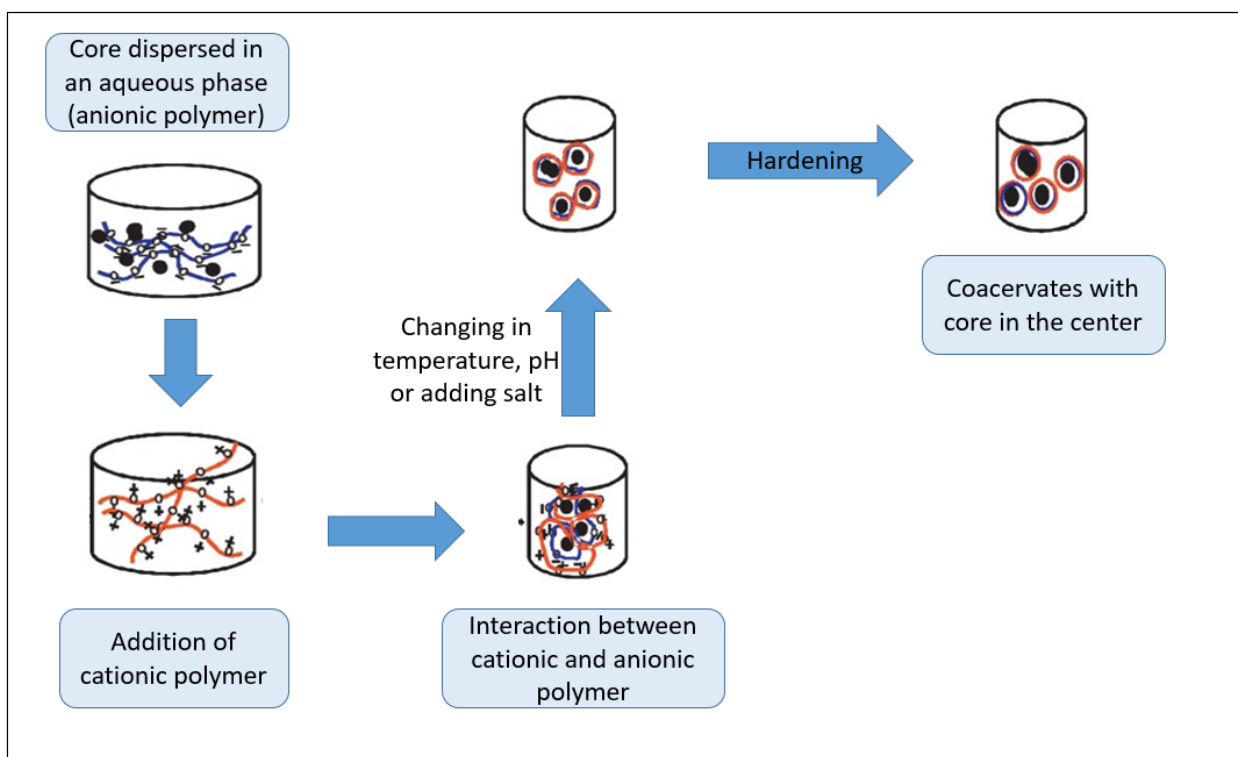 Core dispersed in
an aqueous phase
(anionic polymer)
Addition of
cationic polymer
Interaction between
cationic and anionic
polymer
Changing in
temperature, pH
or adding salt
Hardening
Coacervates with
core in the center